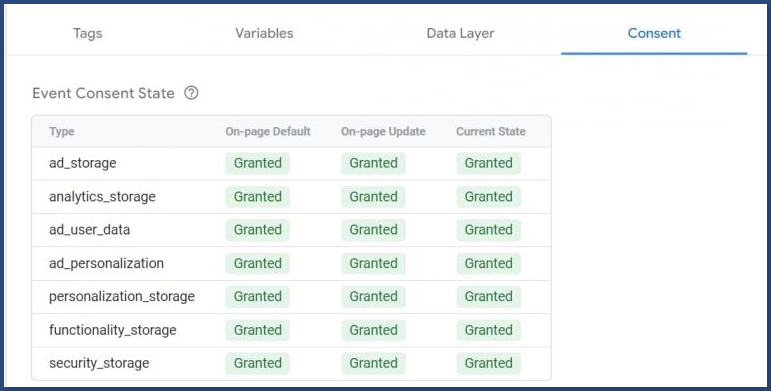 Tags Variables Data Layer Consent
Event Consent State ?
Type On-page Default On-page Update Current State
ad_storage Granted Granted Granted
analytics_storage Granted Granted Granted
ad_user_data Granted Granted Granted
ad_personalization Granted Granted Granted
personalization_storage Granted Granted Granted
functionality_storage Granted Granted Granted
security_storage Granted Granted Granted